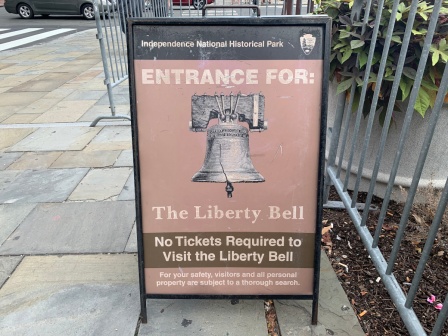 Independence National Historical Park
ENTRANCE FOR:
The Liberty Bell
No Tickets Required to
Visit the Liberty Bell
For your safety, visitors and all personal
property are subject to a thorough search.